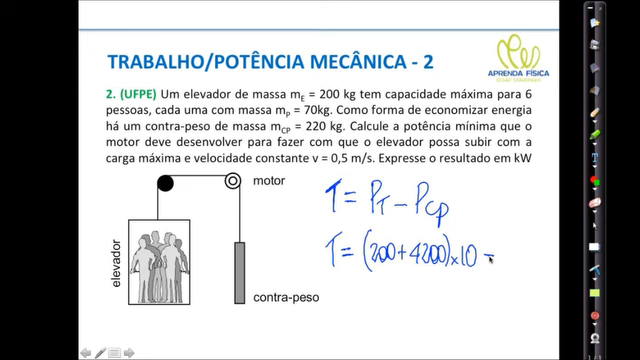 TRABALHO/POTÊNCIA MECÂNICA - 2
APRENDA FÍSICA
2. (UFPE) Um elevador de massa mE = 200 kg tem capacidade máxima para 6
pessoas, cada uma com massa mP = 70kg. Como forma de economizar energia
há um contra-peso de massa mCP = 220 kg. Calcule a potência mínima que o
motor deve desenvolver para fazer com que o elevador possa subir com a
carga máxima e velocidade constante v = 0,5 m/s. Expresse o resultado em kW
motor
elevador
contra-peso
T = PT - PCP
T = (200 + 4200) x 10 -